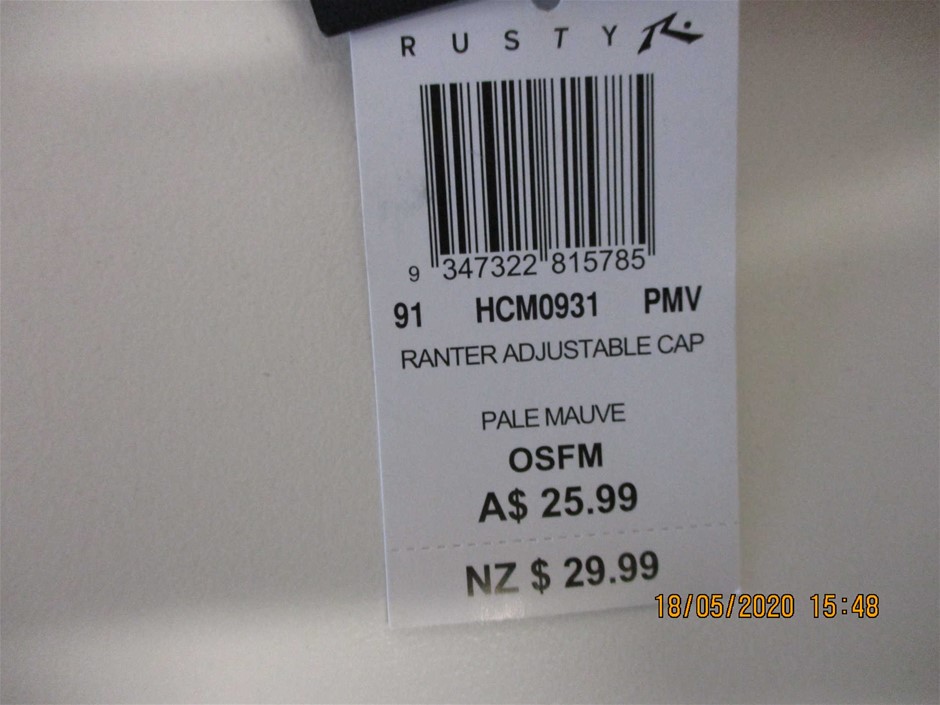 RUSTY
9 347322 815785
91 HCM0931 PMV
RANTER ADJUSTABLE CAP
PALE MAUVE
OSFM
A$ 25.99
NZ $ 29.99
18/05/2020 15:48